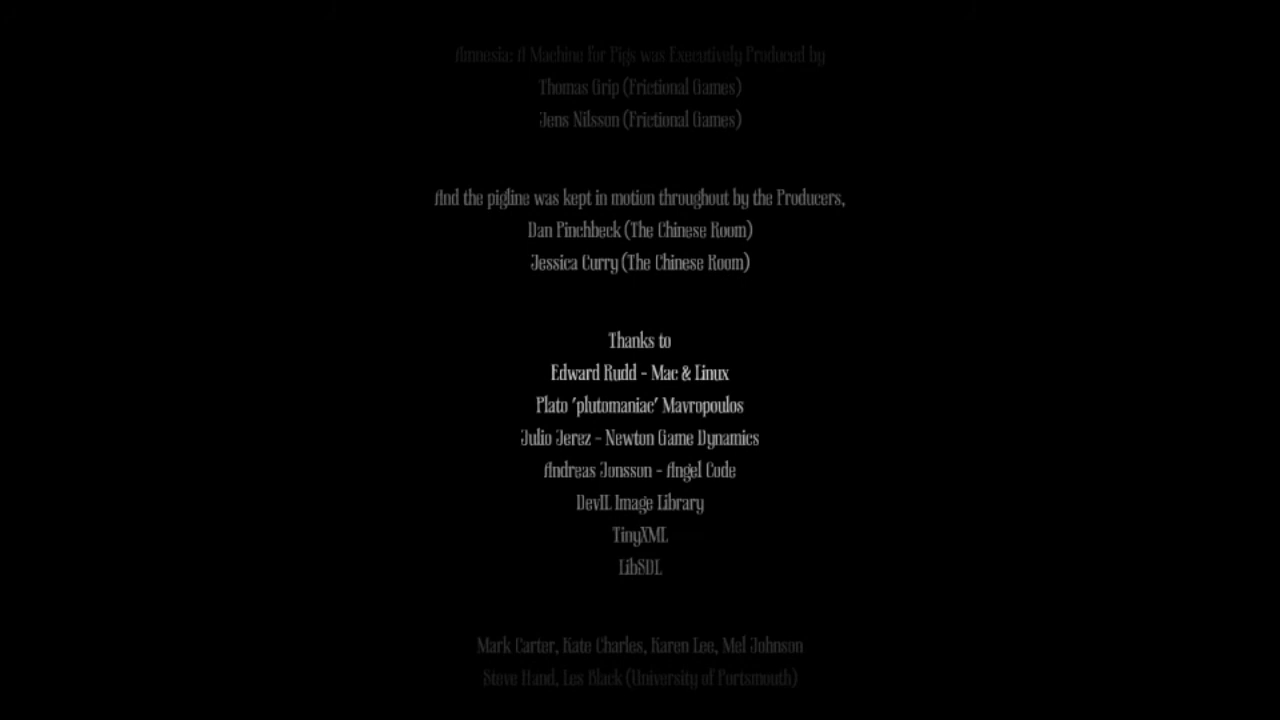 Amnesia: A Machine for Pigs was Executively Produced by
Thomas Grip (Frictional Games)
Jens Nilsson (Frictional Games)
And the pigline was kept in motion throughout by the Producers,
Dan Pinchbeck (The Chinese Room)
Jessica Curry (The Chinese Room)
Thanks to
Edward Rudd - Mac & Linux
Plato 'plutomaniac' Mavropoulos
Julio Jerez - Newton Game Dynamics
Andreas Jonsson - Angel Code
DevIL Image Library
TinyXML
LibSDL
Mark Carter, Kate Charles, Karen Lee, Mel Johnson
Steve Hand, Les Black (University of Portsmouth)